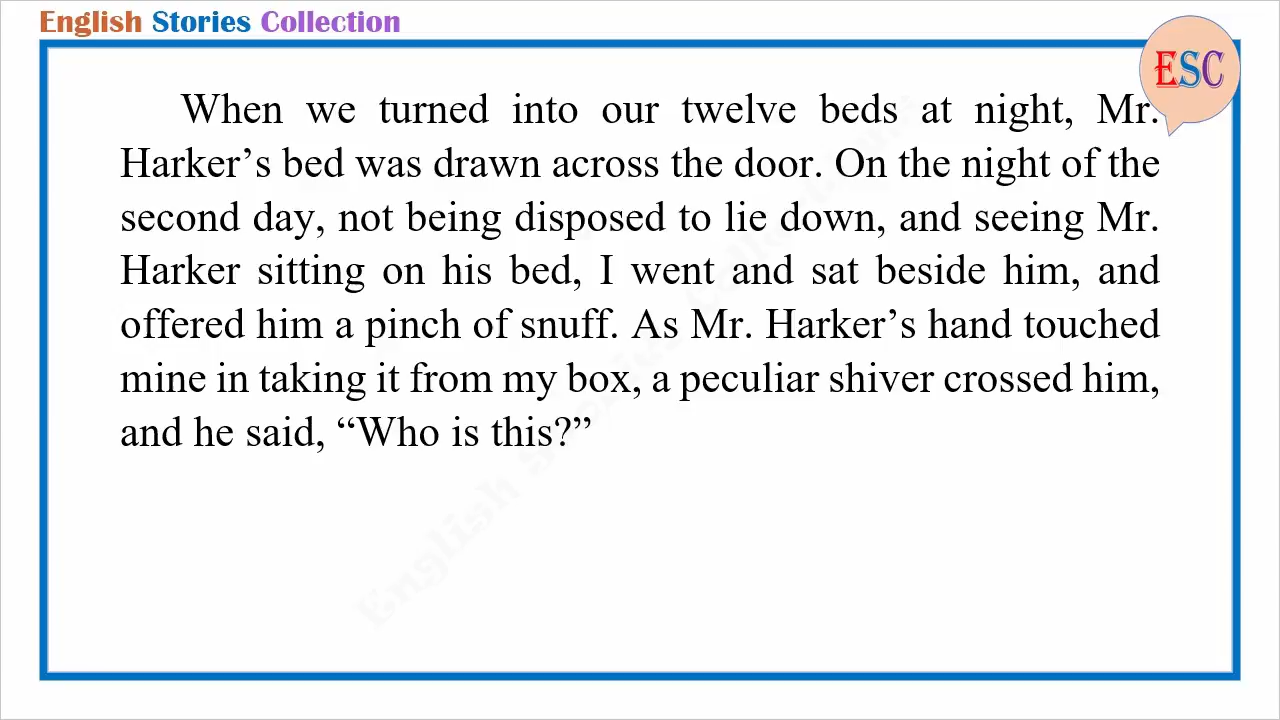 English Stories Collection
ESC
When we turned into our twelve beds at night, Mr.
Harker’s bed was drawn across the door. On the night of the
second day, not being disposed to lie down, and seeing Mr.
Harker sitting on his bed, I went and sat beside him, and
offered him a pinch of snuff. As Mr. Harker’s hand touched
mine in taking it from my box, a peculiar shiver crossed him,
and he said, “Who is this?”
English Stories Collection